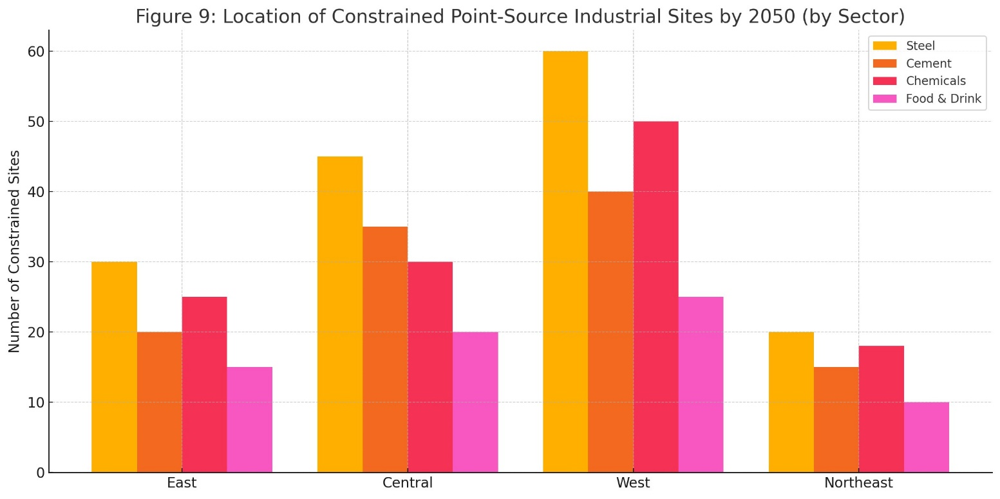 Figure 9: Location of Constrained Point-Source Industrial Sites by 2050 (by Sector)
Steel
Cement
Chemicals
Food & Drink
Number of Constrained Sites
60
50
40
30
20
10
0
East
Central
West
Northeast